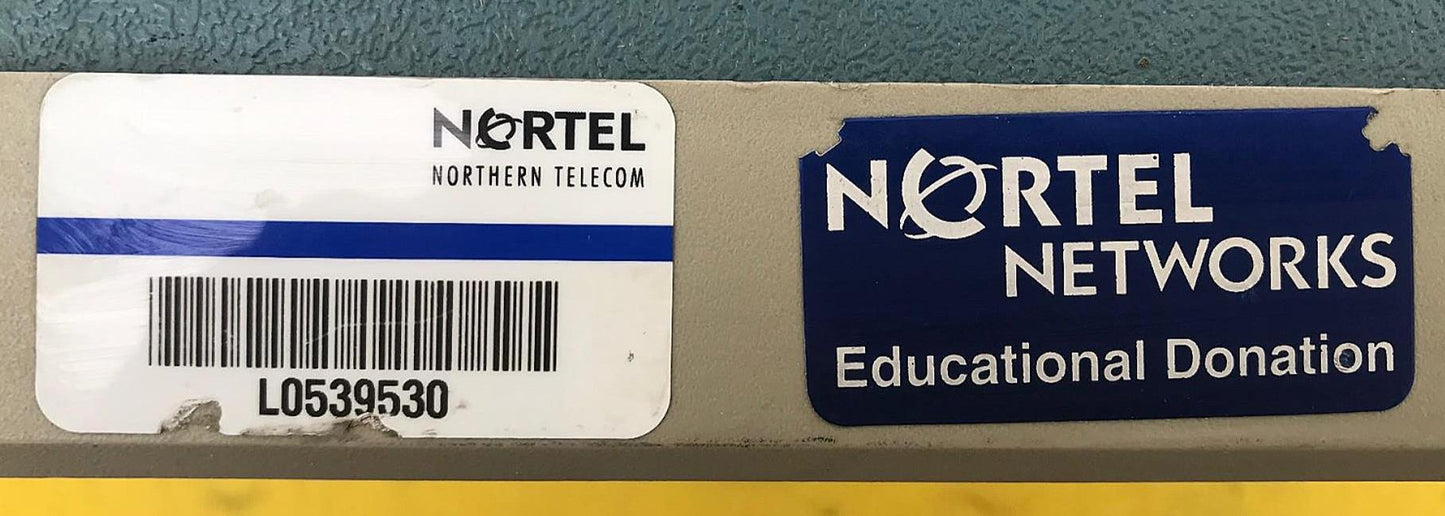 NORTEL
NORTHERN TELECOM
L0539530
NORTEL
NETWORKS
Educational Donation